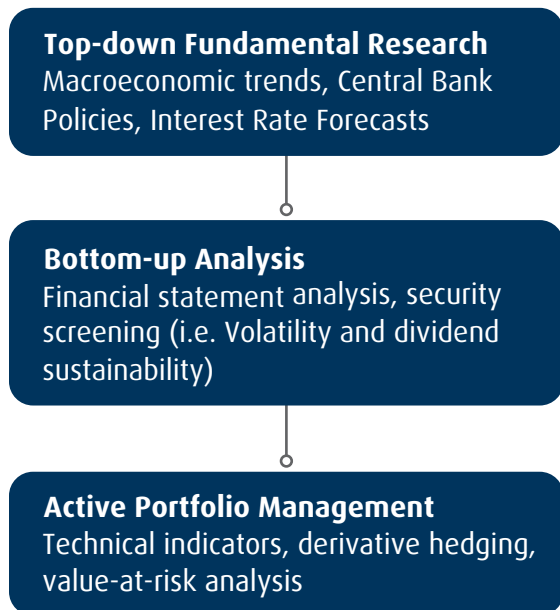 Top-down Fundamental Research
Macroeconomic trends, Central Bank
Policies, Interest Rate Forecasts
Bottom-up Analysis
Financial statement analysis, security
screening (i.e. Volatility and dividend
sustainability)
Active Portfolio Management
Technical indicators, derivative hedging,
value-at-risk analysis